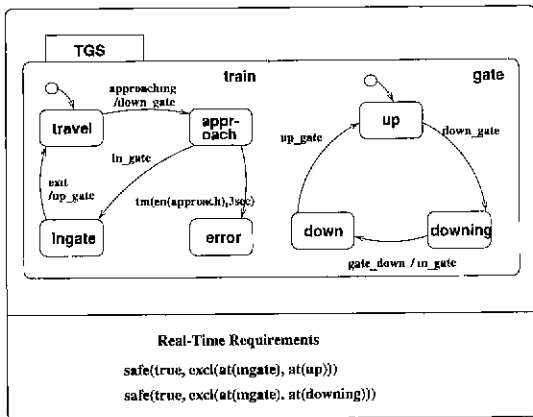 TGS
train
gate
approaching
/down_gate
travel
appr-
oach
up
up_gate
down_gate
in_gate
exit
/up_gate
tm(en(approach),3sec)
ingate
error
down
downing
gate_down / in_gate
Real-Time Requirements
safe(true, excl(at(ingate), at(up)))
safe(true, excl(at(ingate), at(downing)))